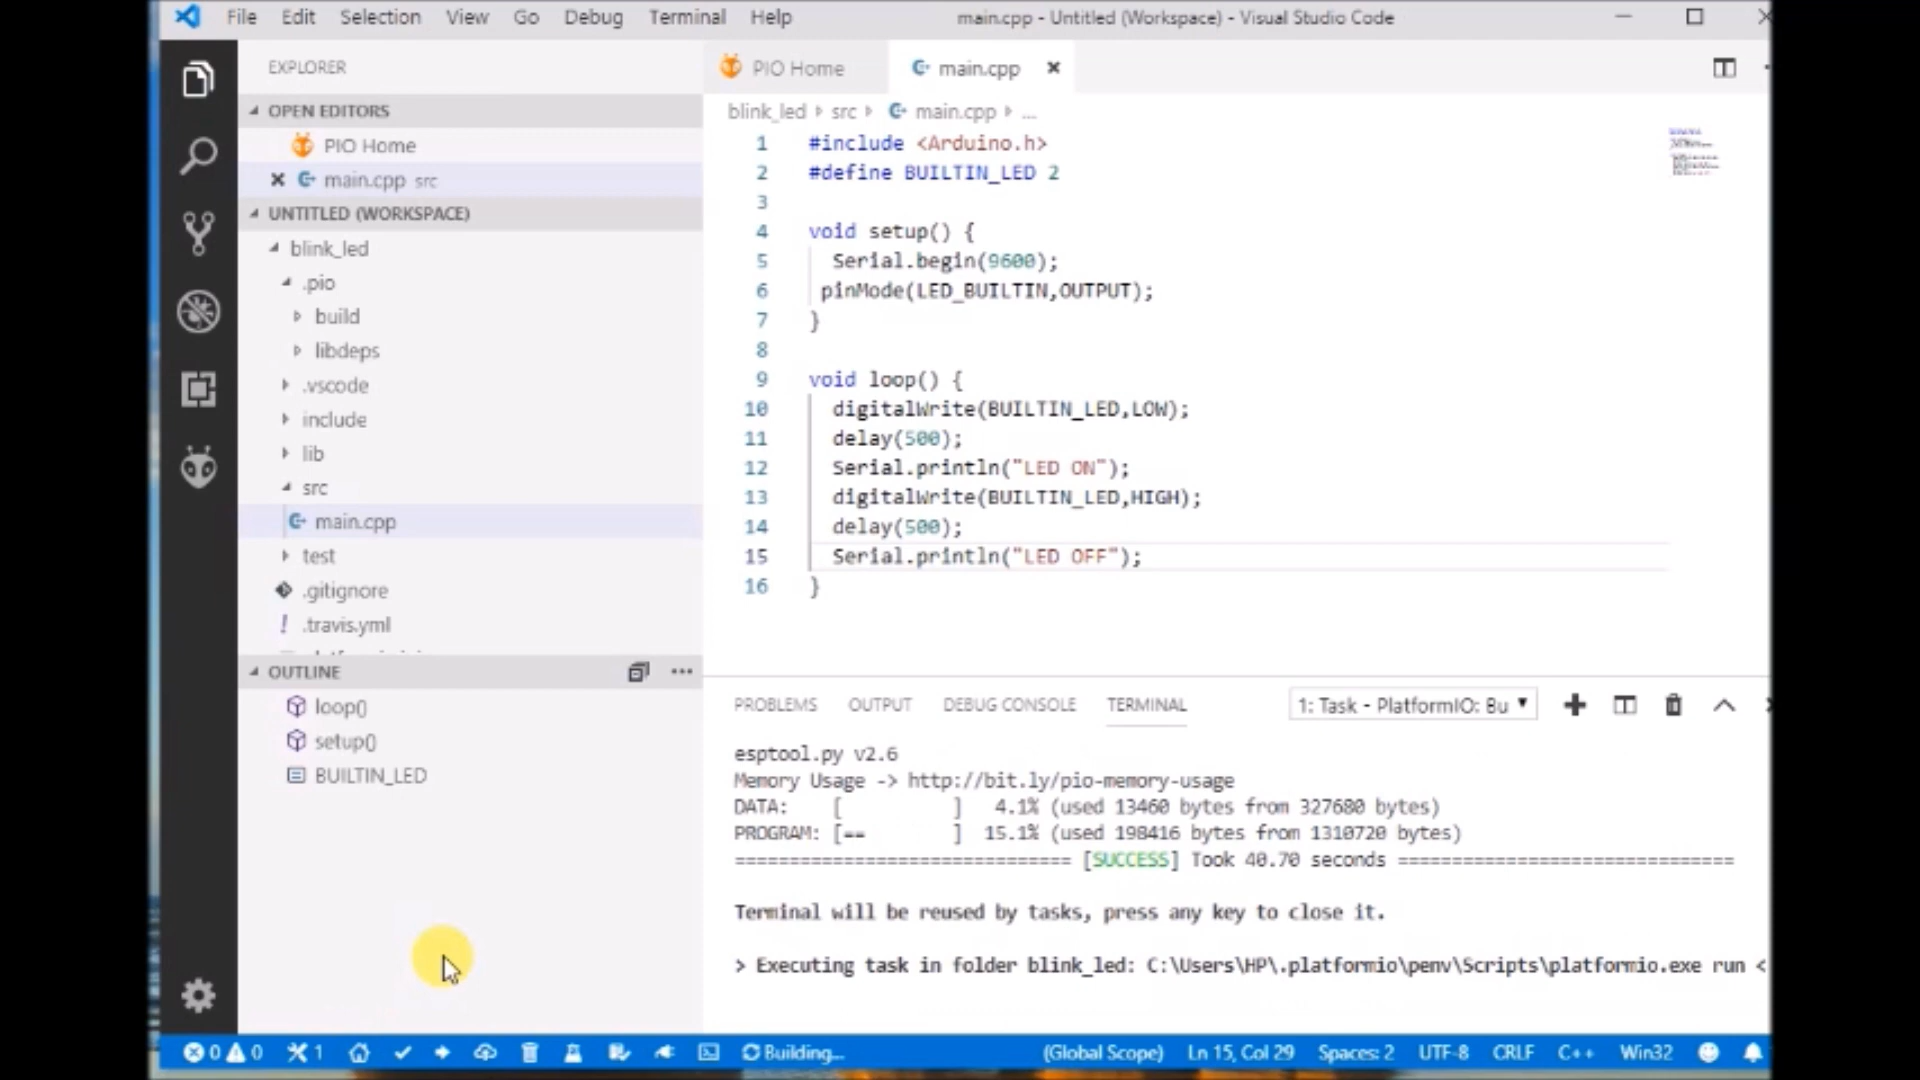 File Edit Selection View Go Debug Terminal Help main.cpp - Untitled (Workspace) - Visual Studio Code
EXPLORER
OPEN EDITORS
PIO Home
main.cpp src
UNTITLED (WORKSPACE)
blink_led
.pio
build
libdeps
.vscode
include
lib
src
main.cpp
test
.gitignore
.travis.yml
OUTLINE
loop()
setup()
BUILTIN_LED
PIO Home main.cpp
blink_led src main.cpp ...
1 #include <Arduino.h>
2 #define BUILTIN_LED 2
3
4 void setup() {
5 Serial.begin(9600);
6 pinMode(LED_BUILTIN,OUTPUT);
7 }
8
9 void loop() {
10 digitalWrite(BUILTIN_LED,LOW);
11 delay(500);
12 Serial.println("LED ON");
13 digitalWrite(BUILTIN_LED,HIGH);
14 delay(500);
15 Serial.println("LED OFF");
16 }
PROBLEMS OUTPUT DEBUG CONSOLE TERMINAL 1: Task - PlatformIO: Bu
esptool.py v2.6
Memory Usage -> http://bit.ly/pio-memory-usage
DATA: [ ] 4.1% (used 13460 bytes from 327680 bytes)
PROGRAM: [== ] 15.1% (used 198416 bytes from 1310720 bytes)
=============================== [SUCCESS] Took 40.70 seconds ===============================
Terminal will be reused by tasks, press any key to close it.
> Executing task in folder blink_led: C:\Users\HP\.platformio\penv\Scripts\platformio.exe run <
0 0 1 Building... (Global Scope) Ln 15, Col 29 Spaces: 2 UTF-8 CRLF C++ Win32